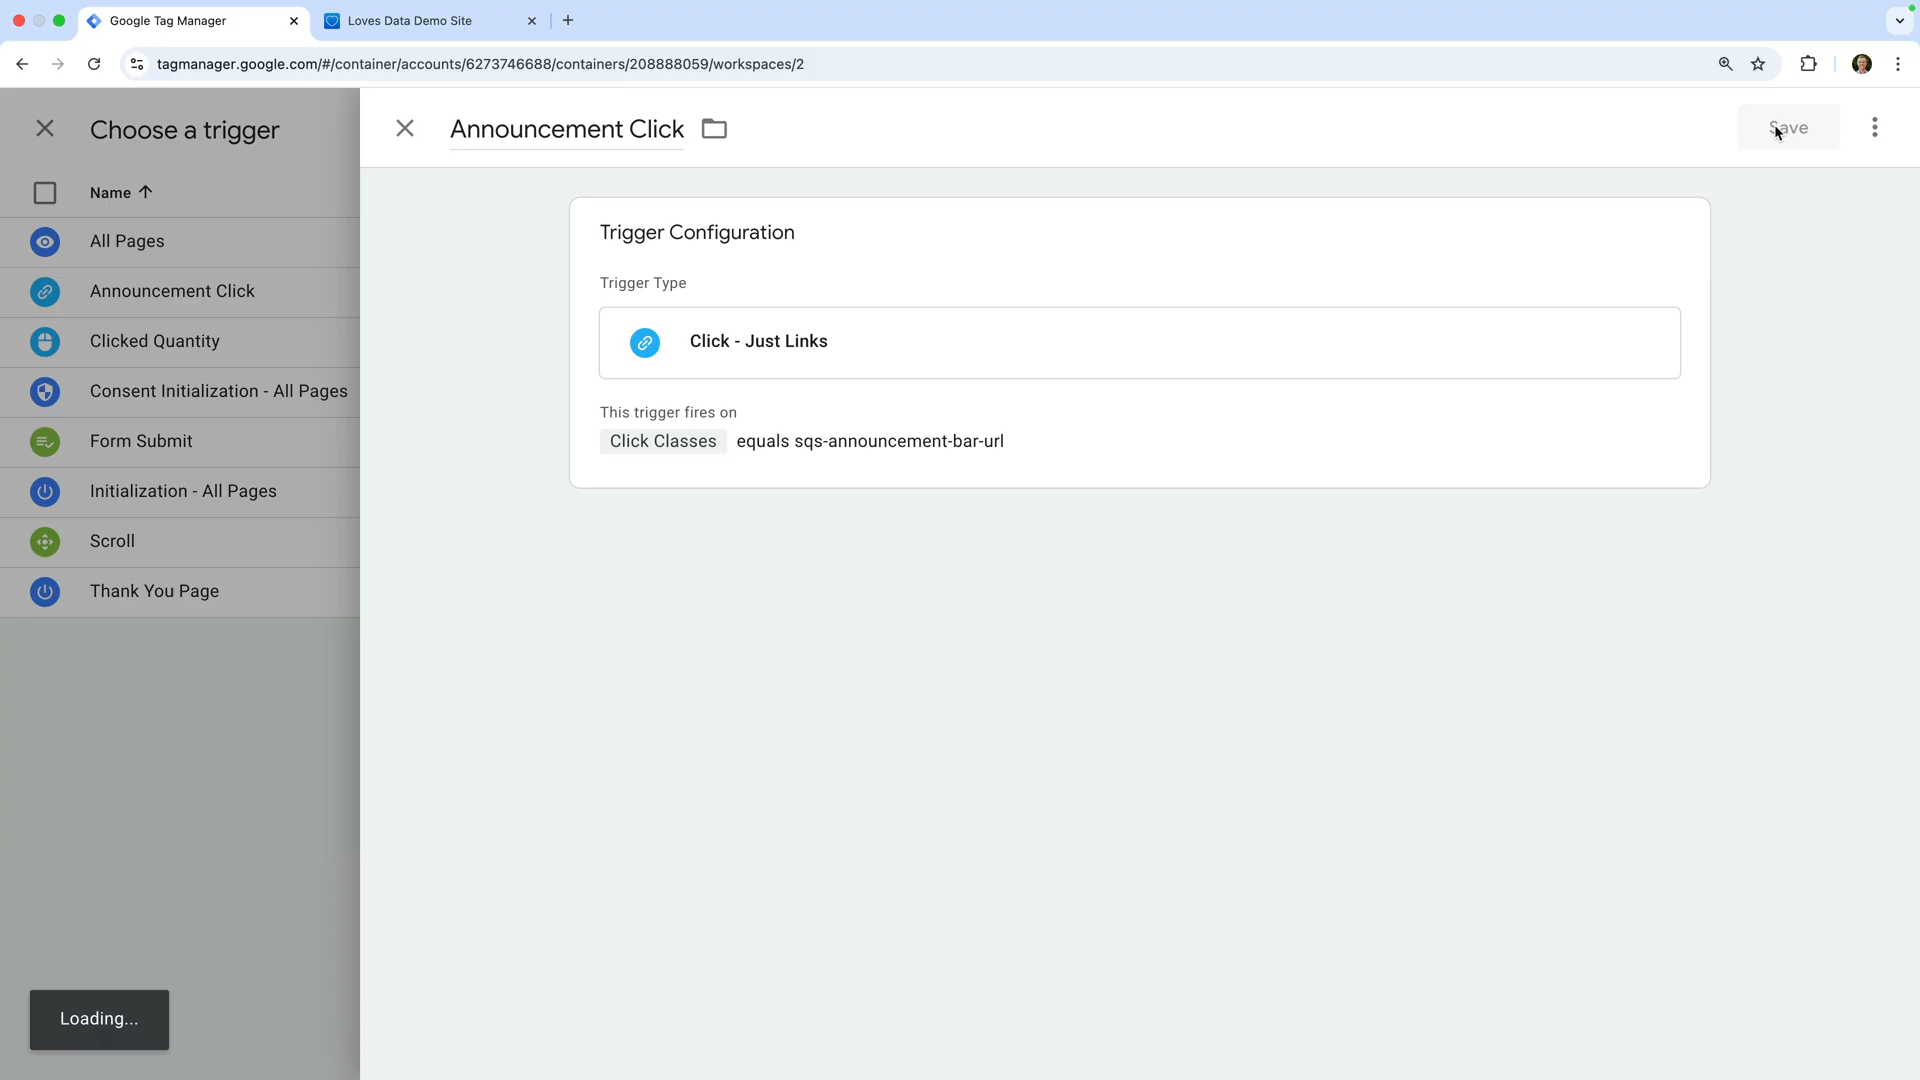 Google Tag Manager
Loves Data Demo Site
tagmanager.google.com/#/container/accounts/6273746688/containers/208888059/workspaces/2
Choose a trigger
Name
All Pages
Announcement Click
Clicked Quantity
Consent Initialization - All Pages
Form Submit
Initialization - All Pages
Scroll
Thank You Page
Loading...
Announcement Click
Save
Trigger Configuration
Trigger Type
Click - Just Links
This trigger fires on
Click Classes equals sqs-announcement-bar-url